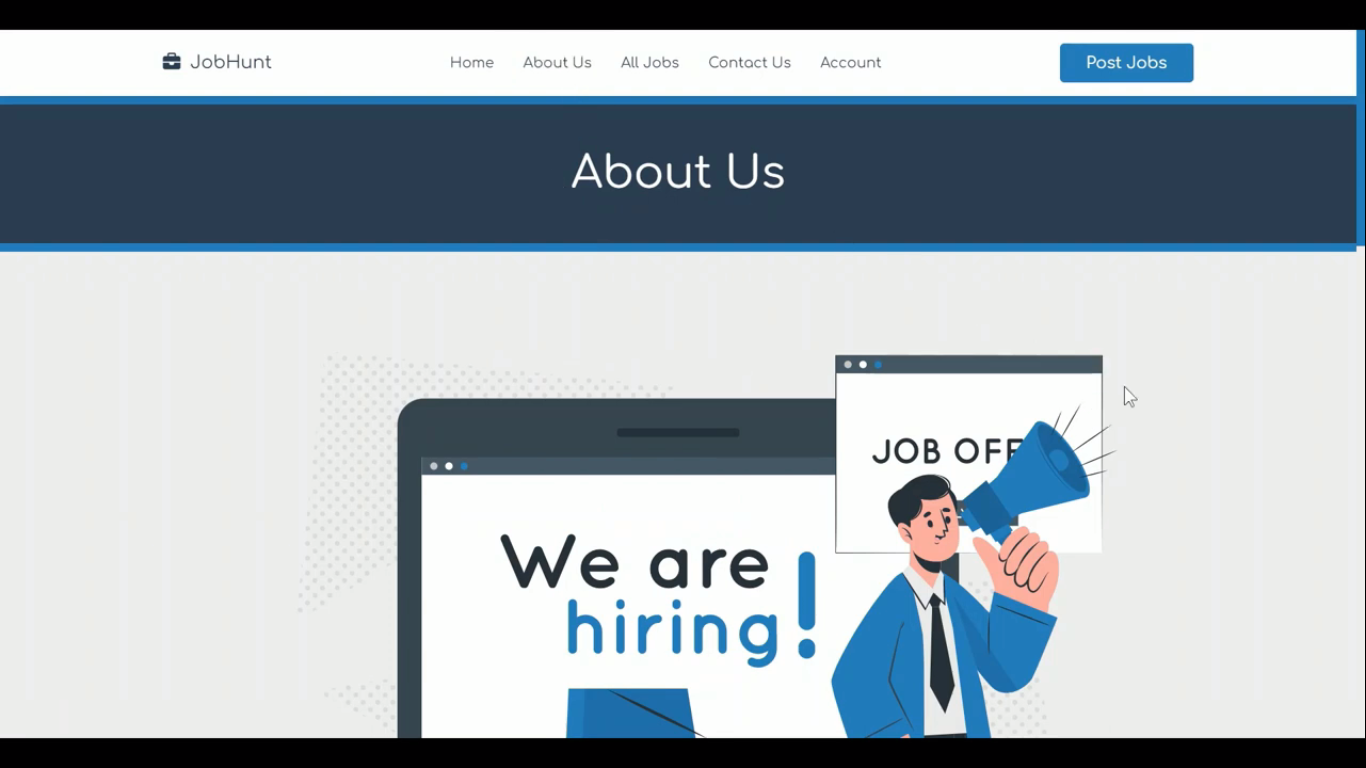 JobHunt
Home About Us All Jobs Contact Us Account
Post Jobs
About Us
JOB OFF
We are
hiring!